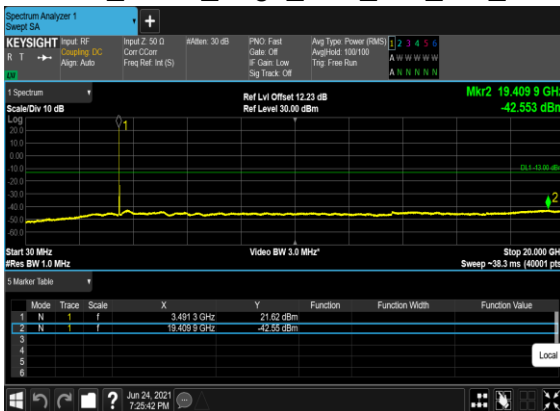 Spectrum Analyzer 1
Swept SA
+
KEYSIGHT
R T
LV
Input: RF
Coupling: DC
Align: Auto
Input Z: 50 Ω
Corr CCorr
Freq Ref: Int (S)
#Atten: 30 dB
PNO: Fast
Gate: Off
IF Gain: Low
Sig Track: Off
Avg Type: Power (RMS)
Avg|Hold: 100/100
Trig: Free Run
1 2 3 4 5 6
A W W W W W
A N N N N N
1 Spectrum
Scale/Div 10 dB
Ref Lvl Offset 12.23 dB
Ref Level 30.00 dBm
Mkr2 19.409 9 GHz
-42.553 dBm
Log
20.0
10.0
0.00
-10.0
-20.0
-30.0
-40.0
-50.0
-60.0
1
DL1 -13.00 dBm
2
Start 30 MHz
#Res BW 1.0 MHz
Video BW 3.0 MHz*
Stop 20.000 GHz
Sweep ~38.3 ms (40001 pts)
5 Marker Table
Mode Trace Scale X Y Function Function Width Function Value
1 N 1 f 3.491 3 GHz 21.62 dBm
2 N 1 f 19.409 9 GHz -42.55 dBm
3
4
5
6
Local
?
Jun 24, 2021
7:25:42 PM